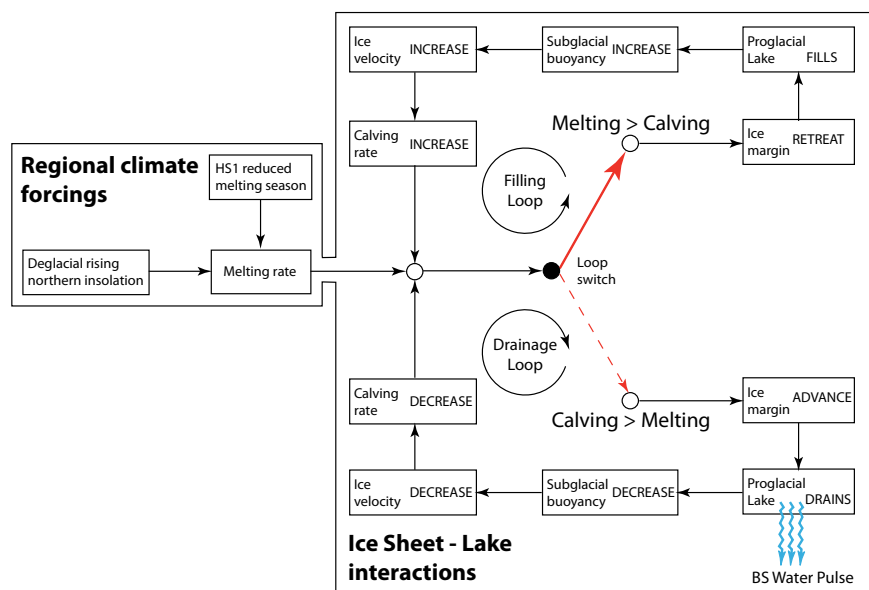 Regional climate
forcings
HS1 reduced
melting season
Deglacial rising
northern insolation
Melting rate
Ice
velocity INCREASE
Subglacial
buoyancy INCREASE
Proglacial
Lake FILLS
Calving
rate INCREASE
Melting > Calving
Ice
margin RETREAT
Filling
Loop
Loop
switch
Drainage
Loop
Calving
rate DECREASE
Calving > Melting
Ice
margin ADVANCE
Ice
velocity DECREASE
Subglacial
buoyancy DECREASE
Proglacial
Lake DRAINS
Ice Sheet - Lake
interactions
BS Water Pulse